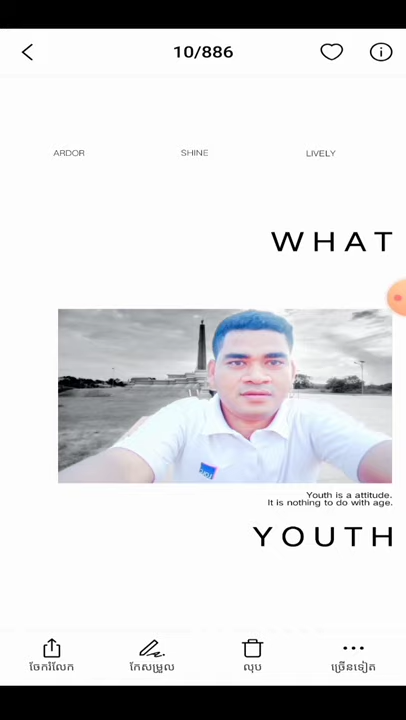 10/886
ARDOR SHINE LIVELY
WHAT
Youth is a attitude.
It is nothing to do with age.
YOUTH
ចែករំលែក កែសម្រួល លុប ច្រើនទៀត